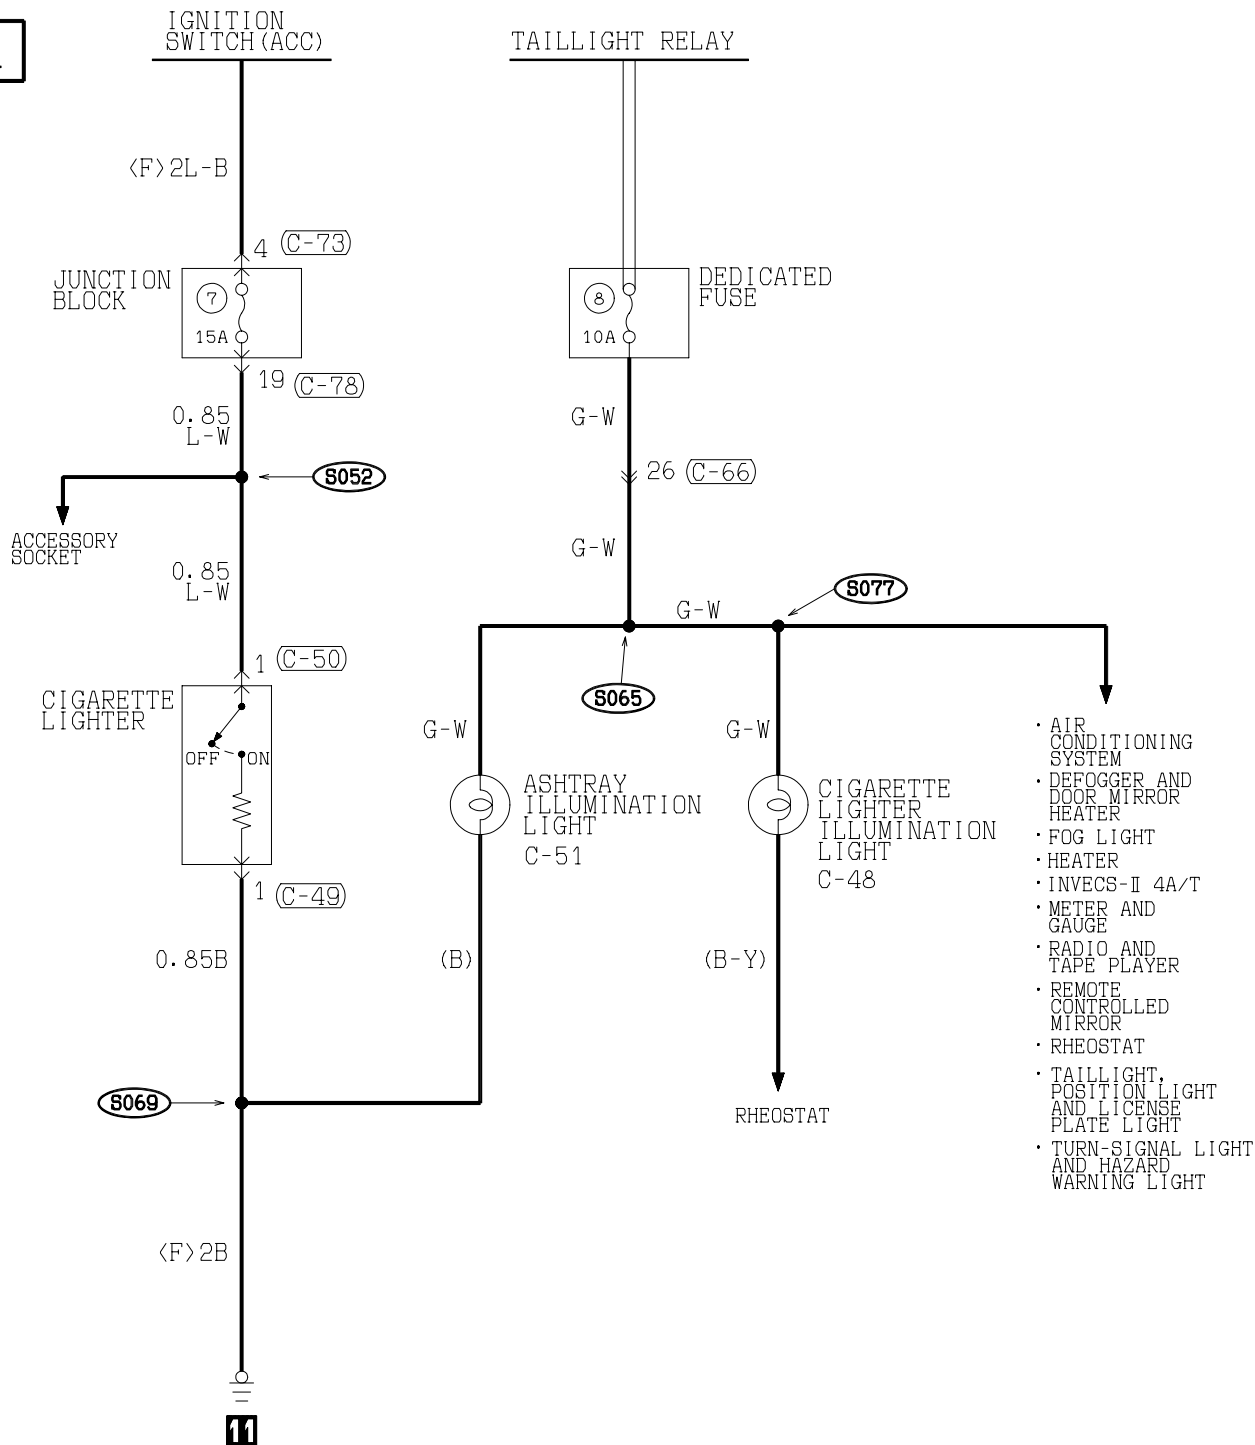 IGNITION
SWITCH(ACC)
TAILLIGHT RELAY
<F>2L-B
4 C-73
JUNCTION
BLOCK
7
15A
DEDICATED
FUSE
8
10A
19 C-78
0.85
L-W
G-W
S052
26 C-66
ACCESSORY
SOCKET
0.85
L-W
G-W
S077
G-W
1 C-50
S065
CIGARETTE
LIGHTER
OFF ON
G-W
G-W
ASHTRAY
ILLUMINATION
LIGHT
C-51
CIGARETTE
LIGHTER
ILLUMINATION
LIGHT
C-48
· AIR
CONDITIONING
SYSTEM
· DEFOGGER AND
DOOR MIRROR
HEATER
· FOG LIGHT
· HEATER
· INVECS-Ⅱ 4A/T
· METER AND
GAUGE
· RADIO AND
TAPE PLAYER
· REMOTE
CONTROLLED
MIRROR
· RHEOSTAT
· TAILLIGHT,
POSITION LIGHT
AND LICENSE
PLATE LIGHT
· TURN-SIGNAL LIGHT
AND HAZARD
WARNING LIGHT
1 C-49
0.85B
(B)
(B-Y)
S069
RHEOSTAT
<F>2B
11